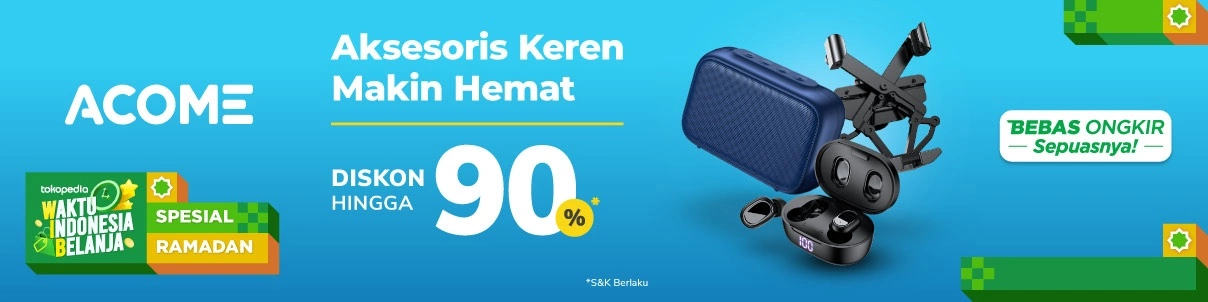 ACOME
Aksesoris Keren
Makin Hemat
DISKON
HINGGA
90%*
tokopedia
WAKTU
INDONESIA
BELANJA
SPESIAL
RAMADAN
BEBAS ONGKIR
Sepuasnya!
100
*S&K Berlaku